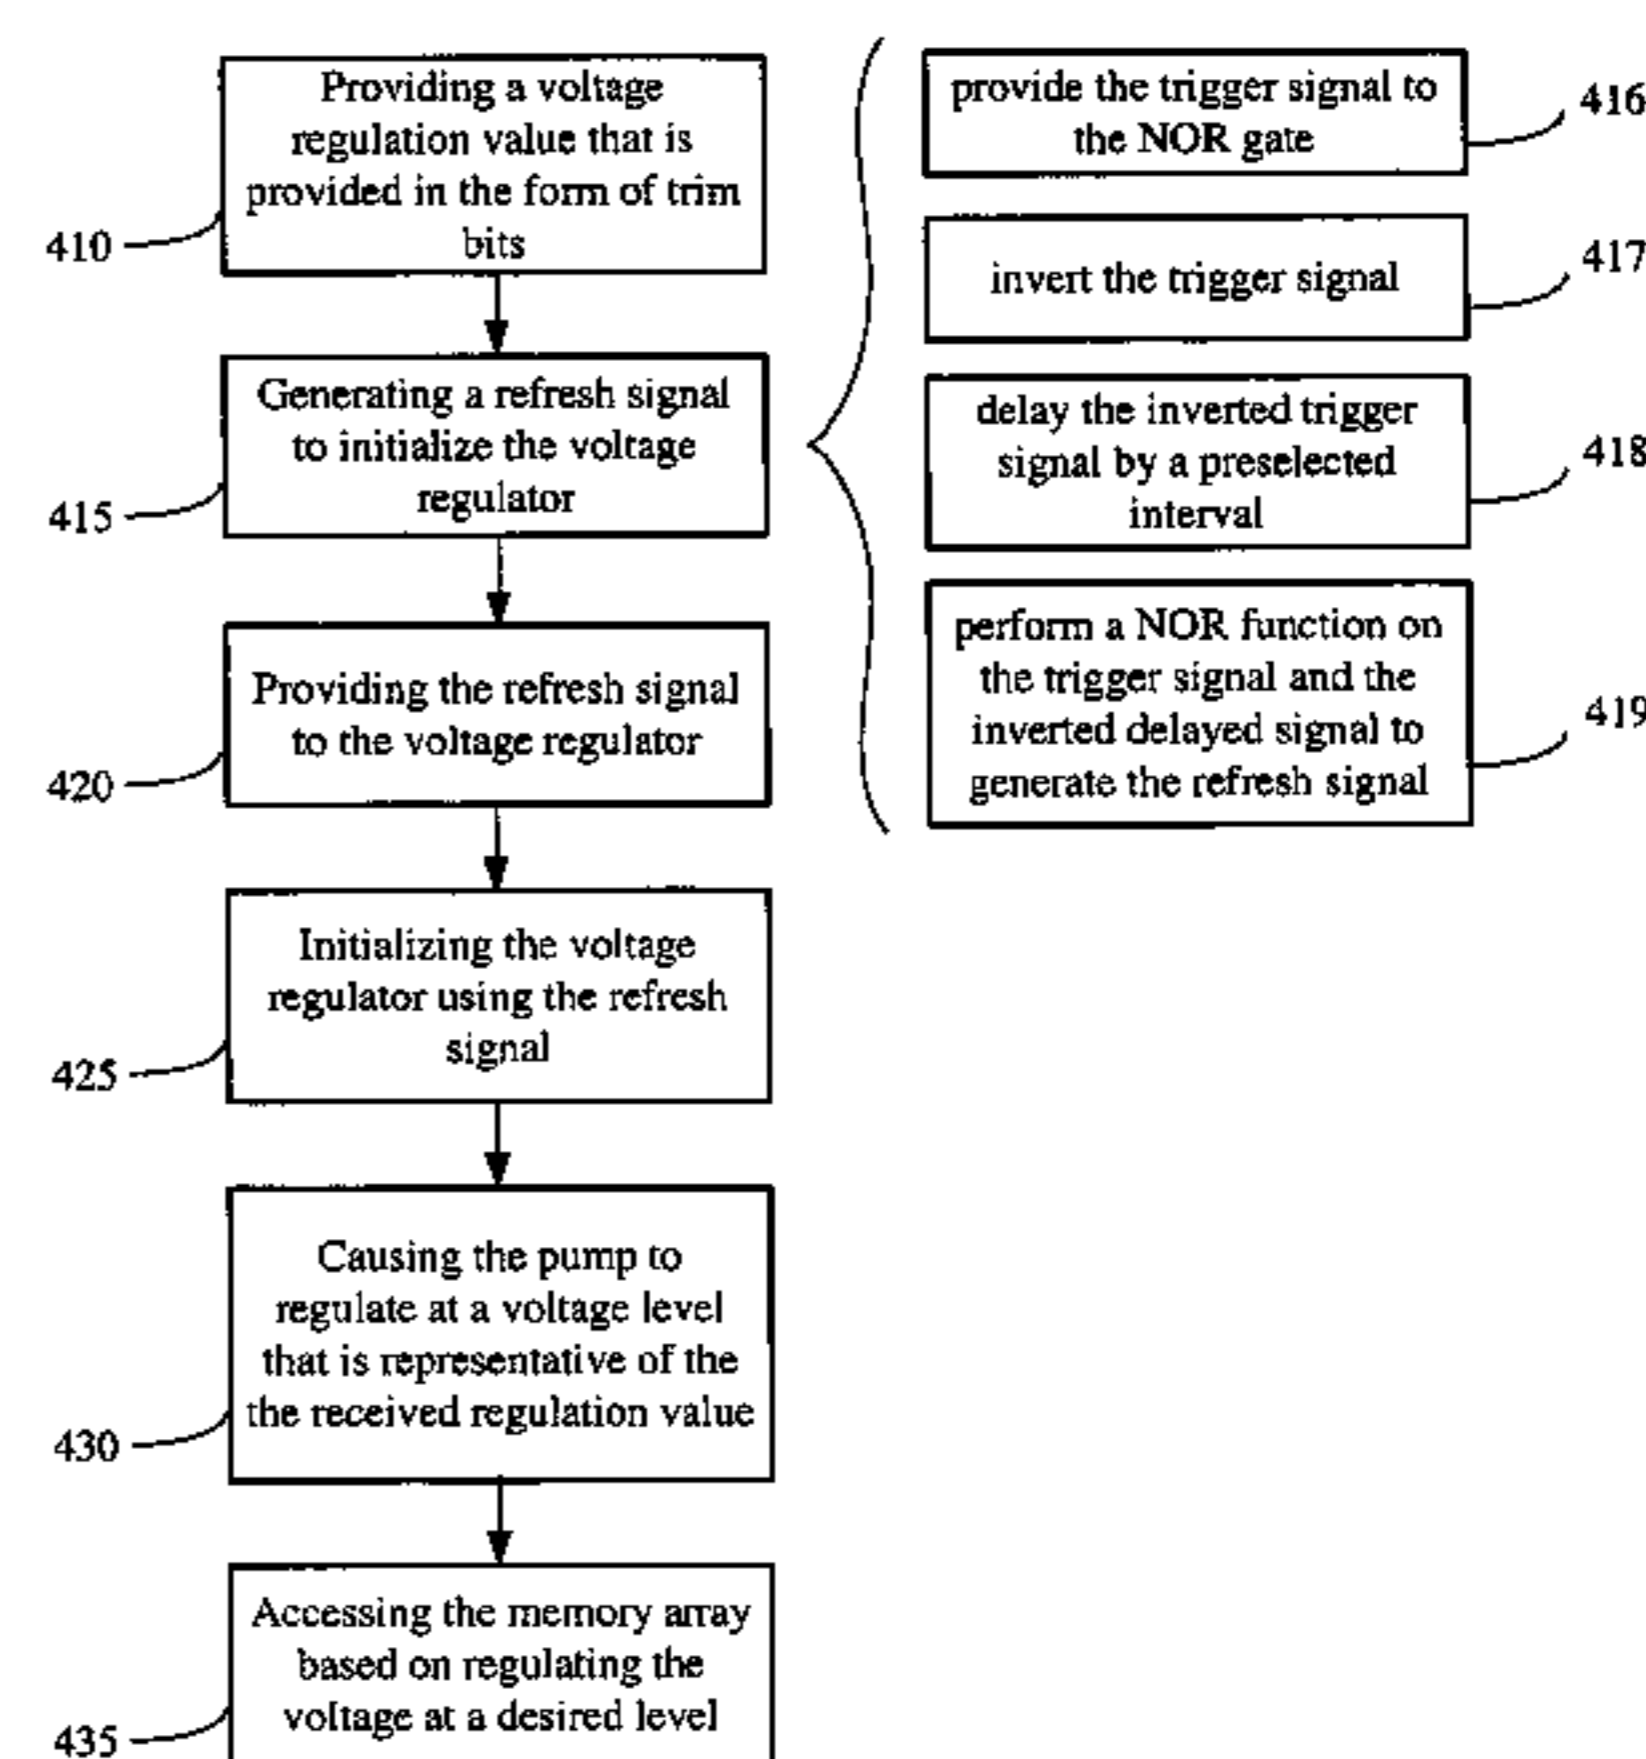 Providing a voltage
regulation value that is
provided in the form of trim
bits
410
Generating a refresh signal
to initialize the voltage
regulator
415
provide the trigger signal to
the NOR gate
416
invert the trigger signal
417
delay the inverted trigger
signal by a preselected
interval
418
perform a NOR function on
the trigger signal and the
inverted delayed signal to
generate the refresh signal
419
Providing the refresh signal
to the voltage regulator
420
Initializing the voltage
regulator using the refresh
signal
425
Causing the pump to
regulate at a voltage level
that is representative of the
the received regulation value
430
Accessing the memory array
based on regulating the
voltage at a desired level
435